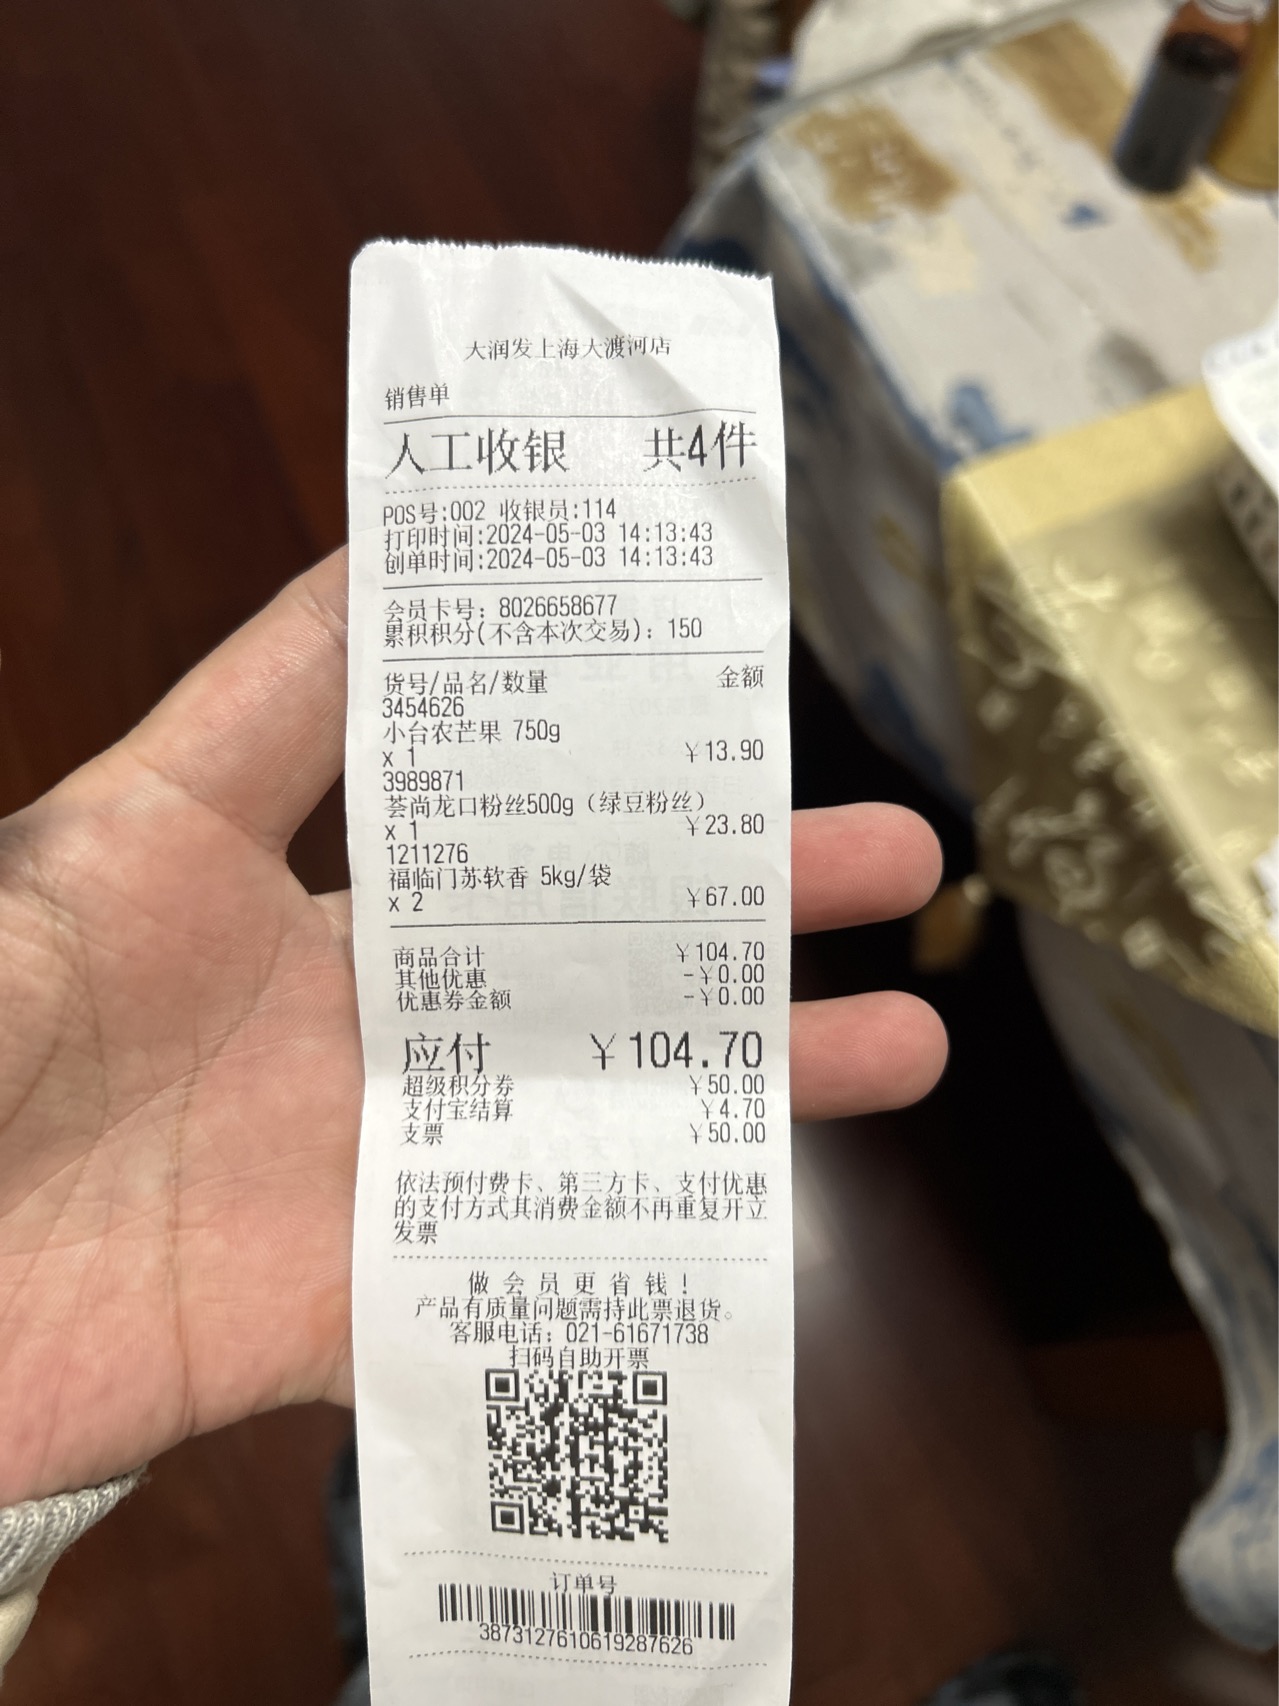 大润发上海大渡河店
销售单
人工收银 共4件
POS号:002 收银员:114
打印时间:2024-05-03 14:13:43
创单时间:2024-05-03 14:13:43
会员卡号：8026658677
累积积分(不含本次交易)：150
货号/品名/数量 金额
3454626
小台农芒果 750g
x 1 ￥13.90
3989871
荟尚龙口粉丝500g（绿豆粉丝）
x 1 ￥23.80
1211276
福临门苏软香 5kg/袋
x 2 ￥67.00
商品合计 ￥104.70
其他优惠 -￥0.00
优惠券金额 -￥0.00
应付 ￥104.70
超级积分券 ￥50.00
支付宝结算 ￥4.70
支票 ￥50.00
依法预付费卡、第三方卡、支付优惠
的支付方式其消费金额不再重复开立
发票
做会员更省钱！
产品有质量问题需持此票退货。
客服电话：021-61671738
扫码自助开票
订单号
3873127610619287626